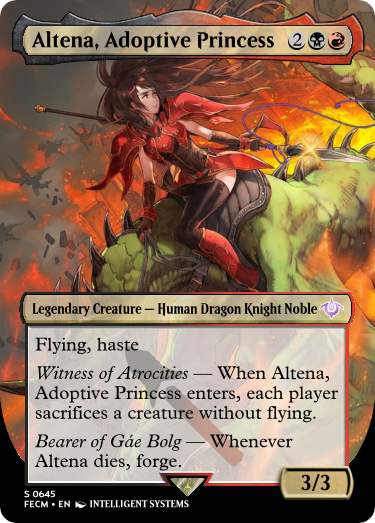 Altena, Adoptive Princess 2
Legendary Creature — Human Dragon Knight Noble
Flying, haste
Witness of Atrocities — When Altena,
Adoptive Princess enters, each player
sacrifices a creature without flying.
Bearer of Gáe Bolg — Whenever
Altena dies, forge.
3/3
S 0645
FECM • EN INTELLIGENT SYSTEMS